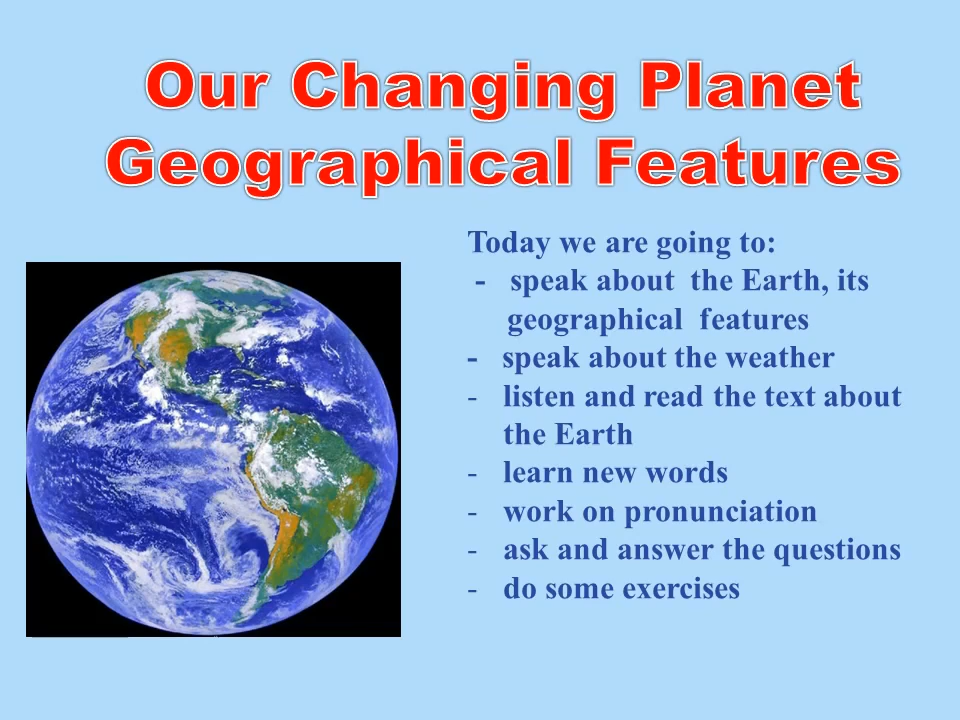 Our Changing Planet
Geographical Features
Today we are going to:
- speak about the Earth, its
geographical features
- speak about the weather
- listen and read the text about
the Earth
- learn new words
- work on pronunciation
- ask and answer the questions
- do some exercises